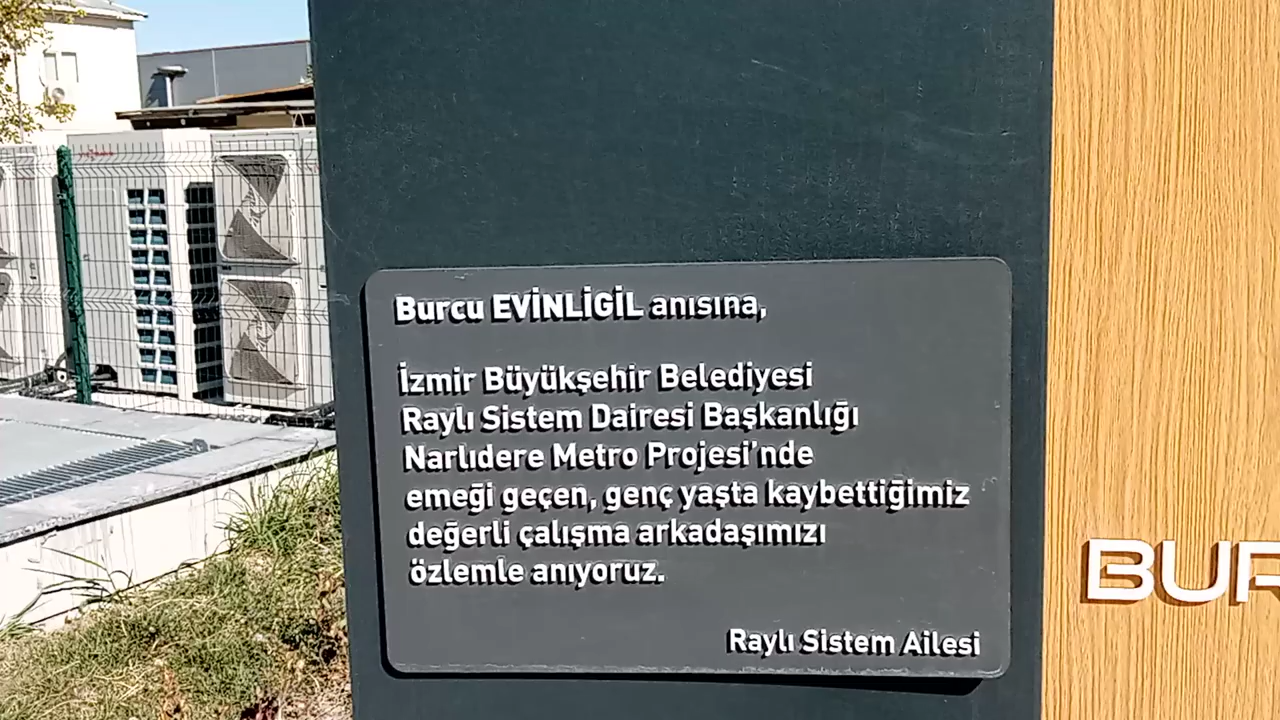 Burcu EVİNLİGİL anısına,
İzmir Büyükşehir Belediyesi
Raylı Sistem Dairesi Başkanlığı
Narlıdere Metro Projesi'nde
emeği geçen, genç yaşta kaybettiğimiz
değerli çalışma arkadaşımızı
özlemle anıyoruz.
Raylı Sistem Ailesi